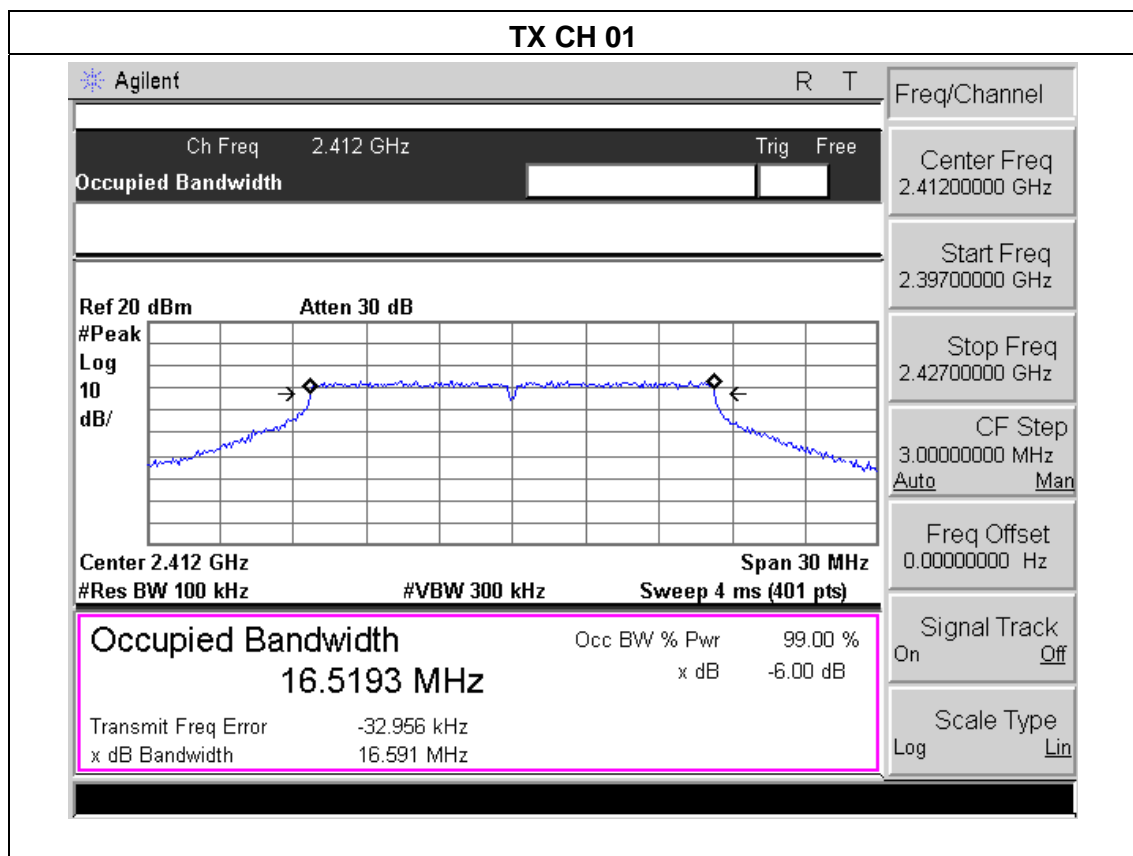 TX CH 01
Agilent R T
Ch Freq 2.412 GHz Trig Free
Occupied Bandwidth
Ref 20 dBm Atten 30 dB
#Peak
Log
10
dB/
Center 2.412 GHz Span 30 MHz
#Res BW 100 kHz #VBW 300 kHz Sweep 4 ms (401 pts)
Occupied Bandwidth Occ BW % Pwr 99.00 %
16.5193 MHz x dB -6.00 dB
Transmit Freq Error -32.956 kHz
x dB Bandwidth 16.591 MHz
Freq/Channel
Center Freq
2.41200000 GHz
Start Freq
2.39700000 GHz
Stop Freq
2.42700000 GHz
CF Step
3.00000000 MHz
Auto Man
Freq Offset
0.00000000 Hz
Signal Track
On Off
Scale Type
Log Lin